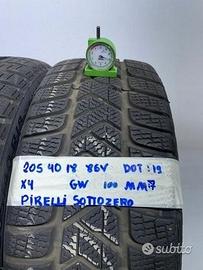 205 40 18 86V DOT:19
X4 GW 100 MM7
PIRELLI SOTTOZERO
subito